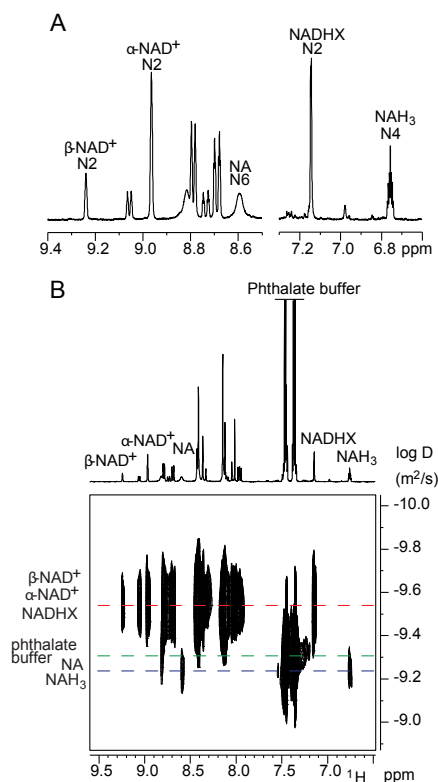 A
α-NAD+
N2
NADHX
N2
β-NAD+
N2
NA
N6
NAH3
N4
9.4 9.2 9.0 8.8 8.6 7.2 7.0 6.8 ppm
B
Phthalate buffer
β-NAD+ α-NAD+ NA NADHX NAH3
log D
(m2/s)
-10.0
-9.8
β-NAD+
α-NAD+
NADHX
-9.6
-9.4
phthalate
buffer
NA
NAH3
-9.2
-9.0
9.5 9.0 8.5 8.0 7.5 7.0 1H ppm